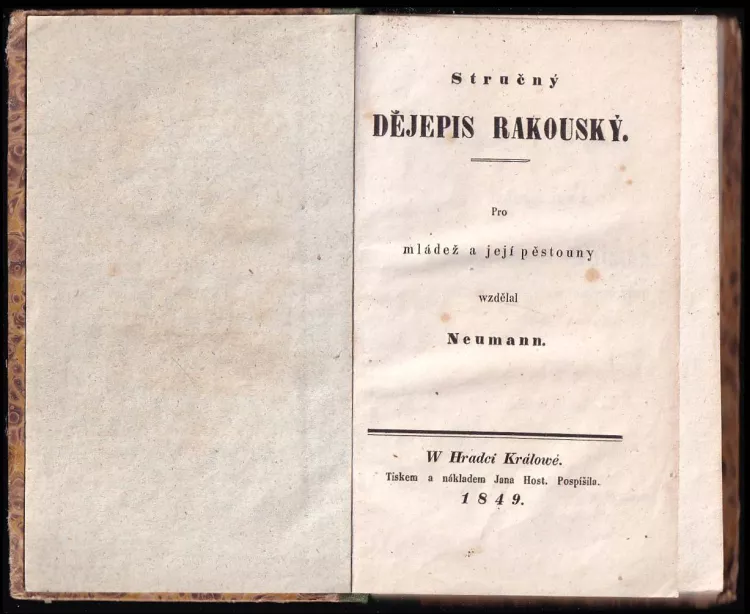 Stručný
DĚJEPIS RAKOUSKÝ.
Pro
mládež a její pěstouny
wzdělal
Neumann.
W Hradci Králowé.
Tiskem a nákladem Jana Host. Pospíšila.
1849.